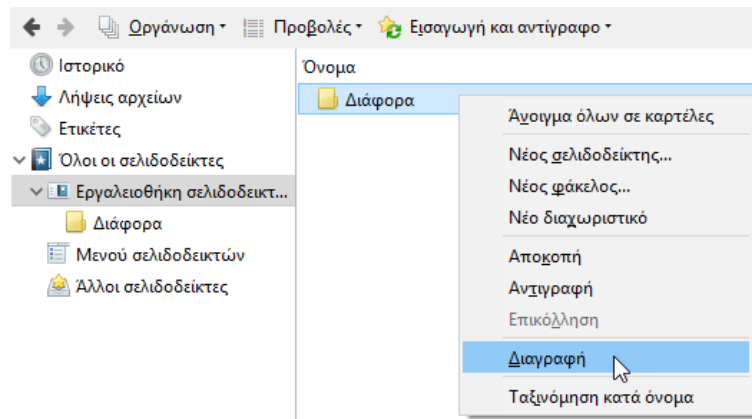 Οργάνωση Προβολές Εισαγωγή και αντίγραφο
Ιστορικό
Λήψεις αρχείων
Ετικέτες
Όλοι οι σελιδοδείκτες
Εργαλειοθήκη σελιδοδεικτ...
Διάφορα
Μενού σελιδοδεικτών
Άλλοι σελιδοδείκτες
Όνομα
Διάφορα
Άνοιγμα όλων σε καρτέλες
Νέος σελιδοδείκτης...
Νέος φάκελος...
Νέο διαχωριστικό
Αποκοπή
Αντιγραφή
Επικόλληση
Διαγραφή
Ταξινόμηση κατά όνομα